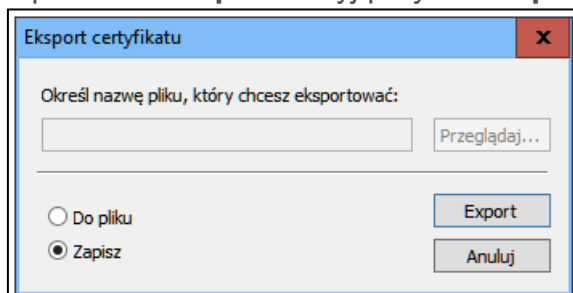 Eksport certyfikatu
x
Określ nazwę pliku, który chcesz eksportować:
Przeglądaj...
Do pliku
Export
Zapisz
Anuluj